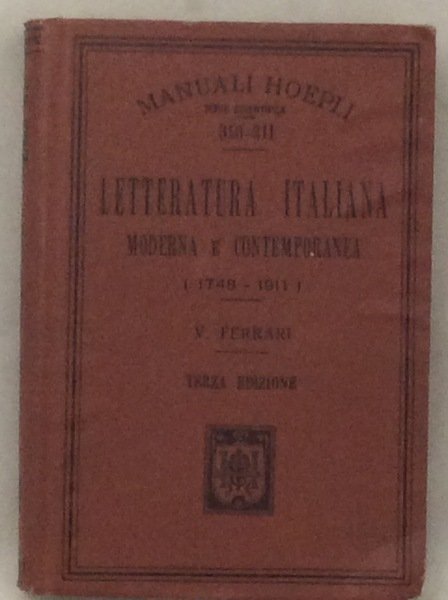 MANUALI HOEPLI
SERIE SCIENTIFICA
310-311
LETTERATURA ITALIANA
MODERNA E CONTEMPORANEA
( 1748 - 1911 )
V. FERRARI
TERZA EDIZIONE